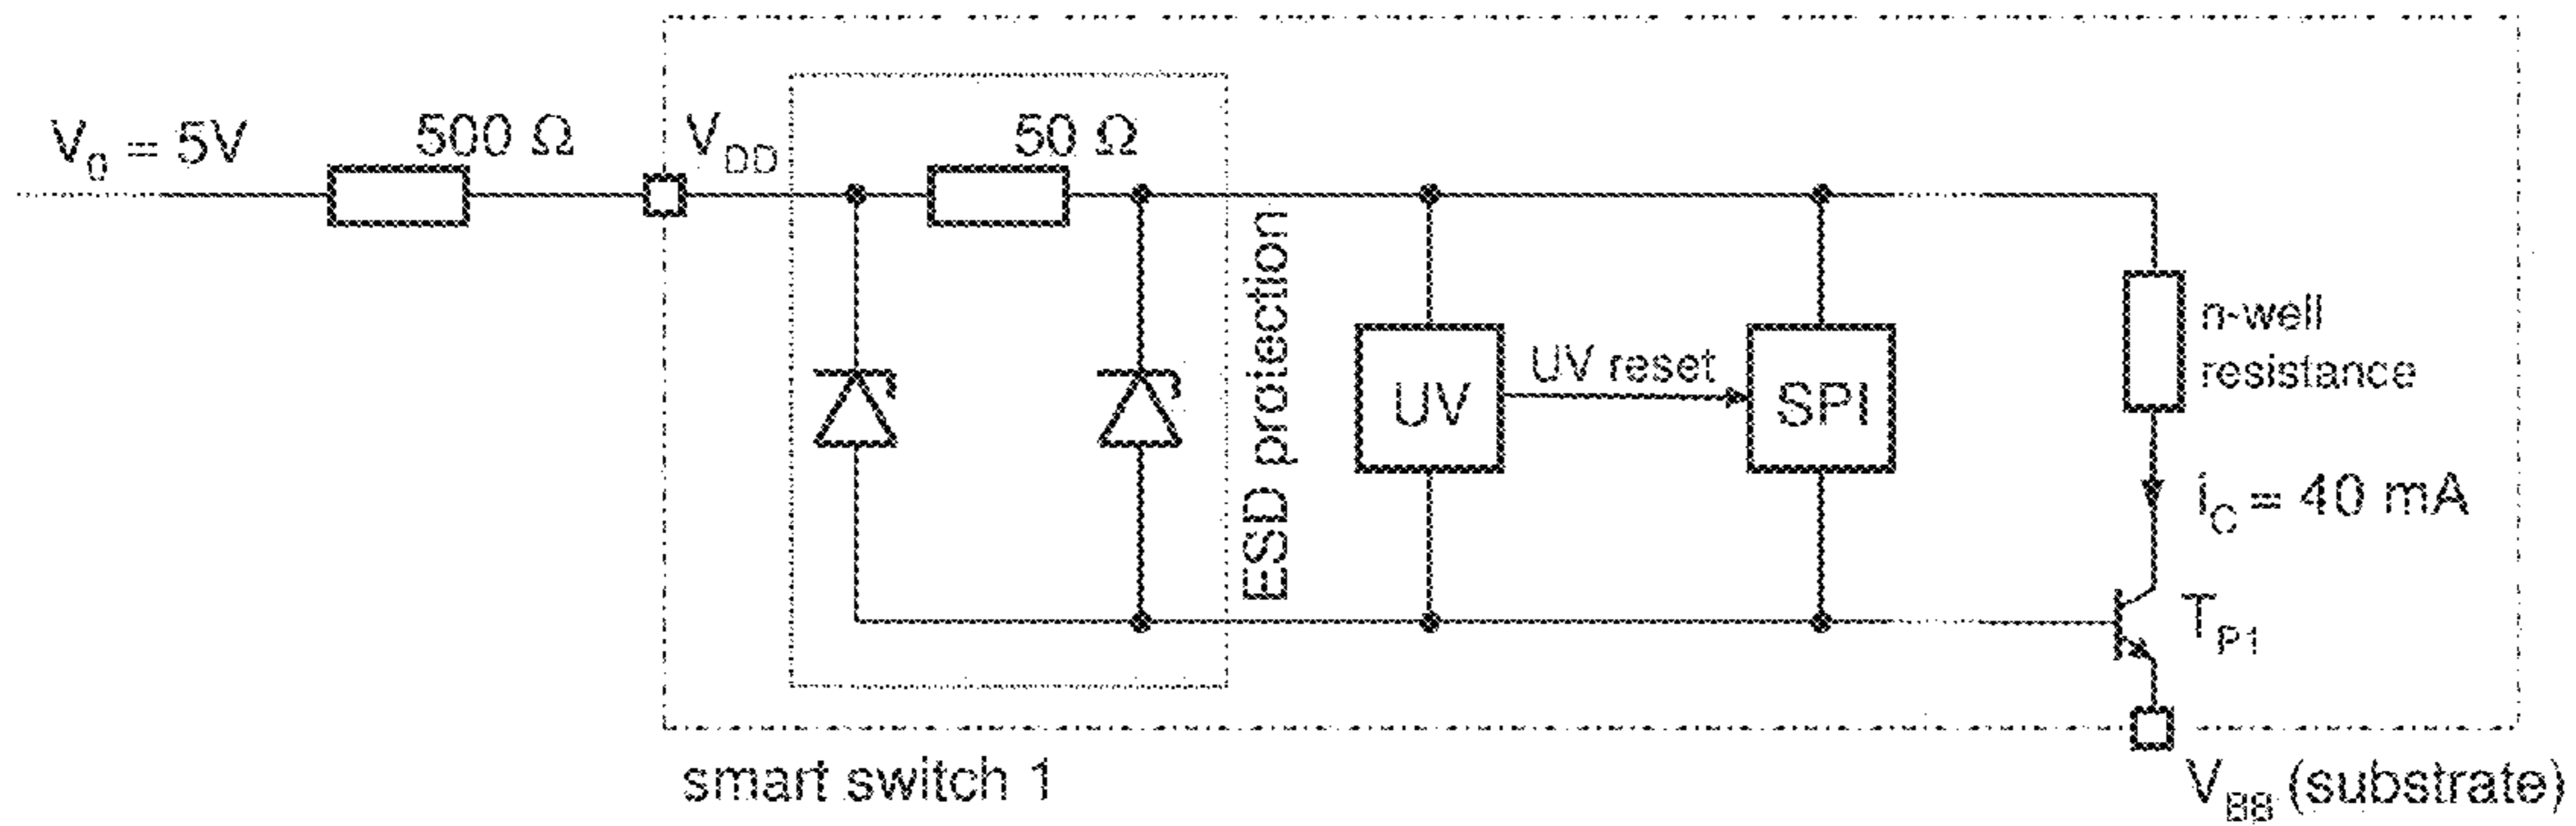 V0 = 5V
500 Ω
VDD
50 Ω
ESD protection
UV
UV reset
SPI
n-well
resistance
iC = 40 mA
TP1
smart switch 1
VBB (substrate)